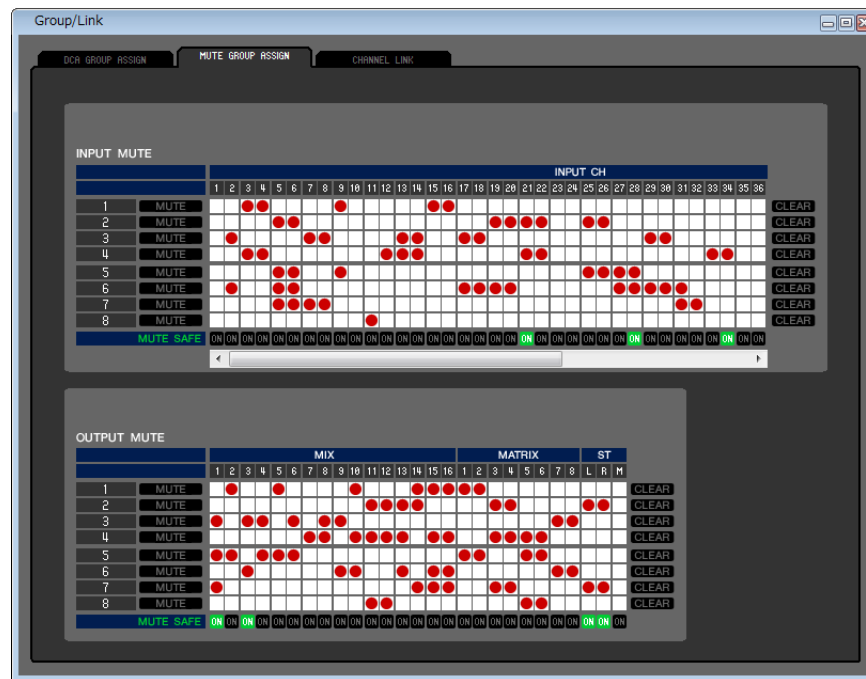 Group/Link
DCA GROUP ASSIGN MUTE GROUP ASSIGN CHANNEL LINK
INPUT MUTE
INPUT CH
1 2 3 4 5 6 7 8 9 10 11 12 13 14 15 16 17 18 19 20 21 22 23 24 25 26 27 28 29 30 31 32 33 34 35 36
1 MUTE CLEAR
2 MUTE CLEAR
3 MUTE CLEAR
4 MUTE CLEAR
5 MUTE CLEAR
6 MUTE CLEAR
7 MUTE CLEAR
8 MUTE CLEAR
MUTE SAFE ON ON ON ON ON ON ON ON ON ON ON ON ON ON ON ON ON ON ON ON ON ON ON ON ON ON ON ON ON ON ON ON ON ON ON ON
OUTPUT MUTE
MIX MATRIX ST
1 2 3 4 5 6 7 8 9 10 11 12 13 14 15 16 1 2 3 4 5 6 7 8 L R M
1 MUTE CLEAR
2 MUTE CLEAR
3 MUTE CLEAR
4 MUTE CLEAR
5 MUTE CLEAR
6 MUTE CLEAR
7 MUTE CLEAR
8 MUTE CLEAR
MUTE SAFE ON ON ON ON ON ON ON ON ON ON ON ON ON ON ON ON ON ON ON ON ON ON ON ON ON ON ON